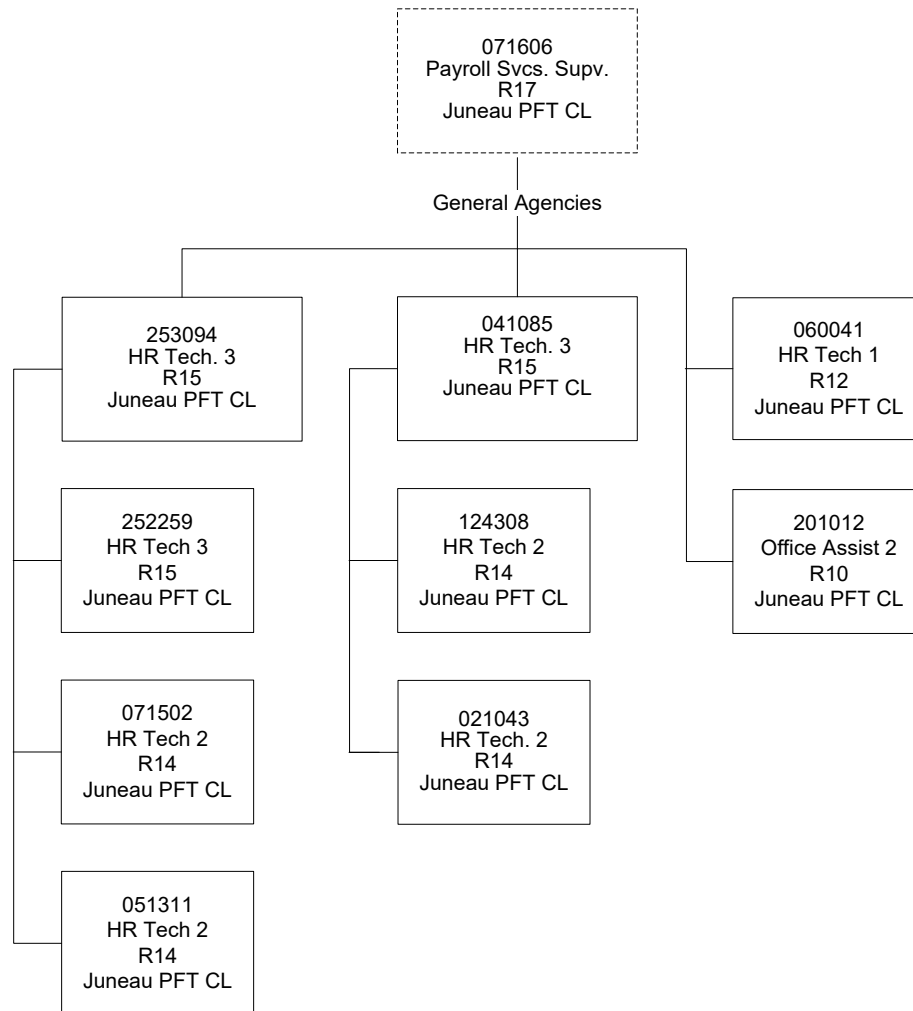 071606
Payroll Svcs. Supv.
R17
Juneau PFT CL
General Agencies
253094
HR Tech. 3
R15
Juneau PFT CL
252259
HR Tech 3
R15
Juneau PFT CL
071502
HR Tech 2
R14
Juneau PFT CL
051311
HR Tech 2
R14
Juneau PFT CL
041085
HR Tech. 3
R15
Juneau PFT CL
124308
HR Tech 2
R14
Juneau PFT CL
021043
HR Tech. 2
R14
Juneau PFT CL
060041
HR Tech 1
R12
Juneau PFT CL
201012
Office Assist 2
R10
Juneau PFT CL